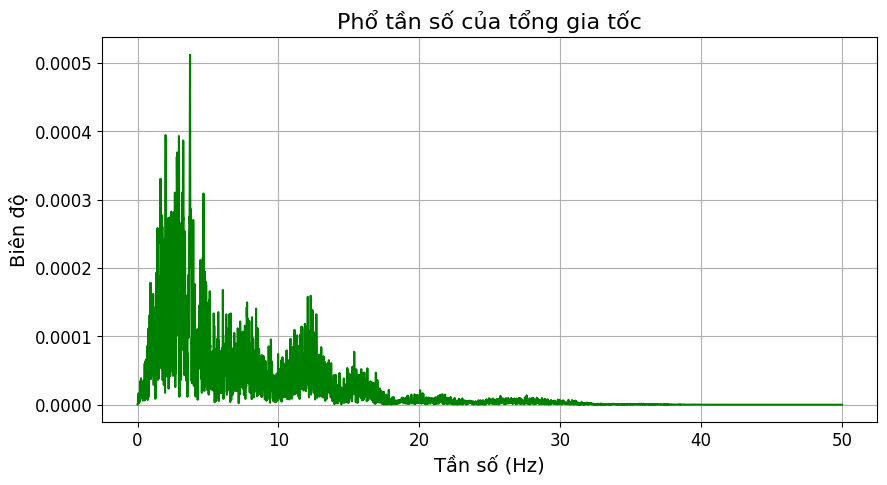 Phổ tần số của tổng gia tốc
0.0005
0.0004
0.0003
0.0002
0.0001
0.0000
Biên độ
0 10 20 30 40 50
Tần số (Hz)